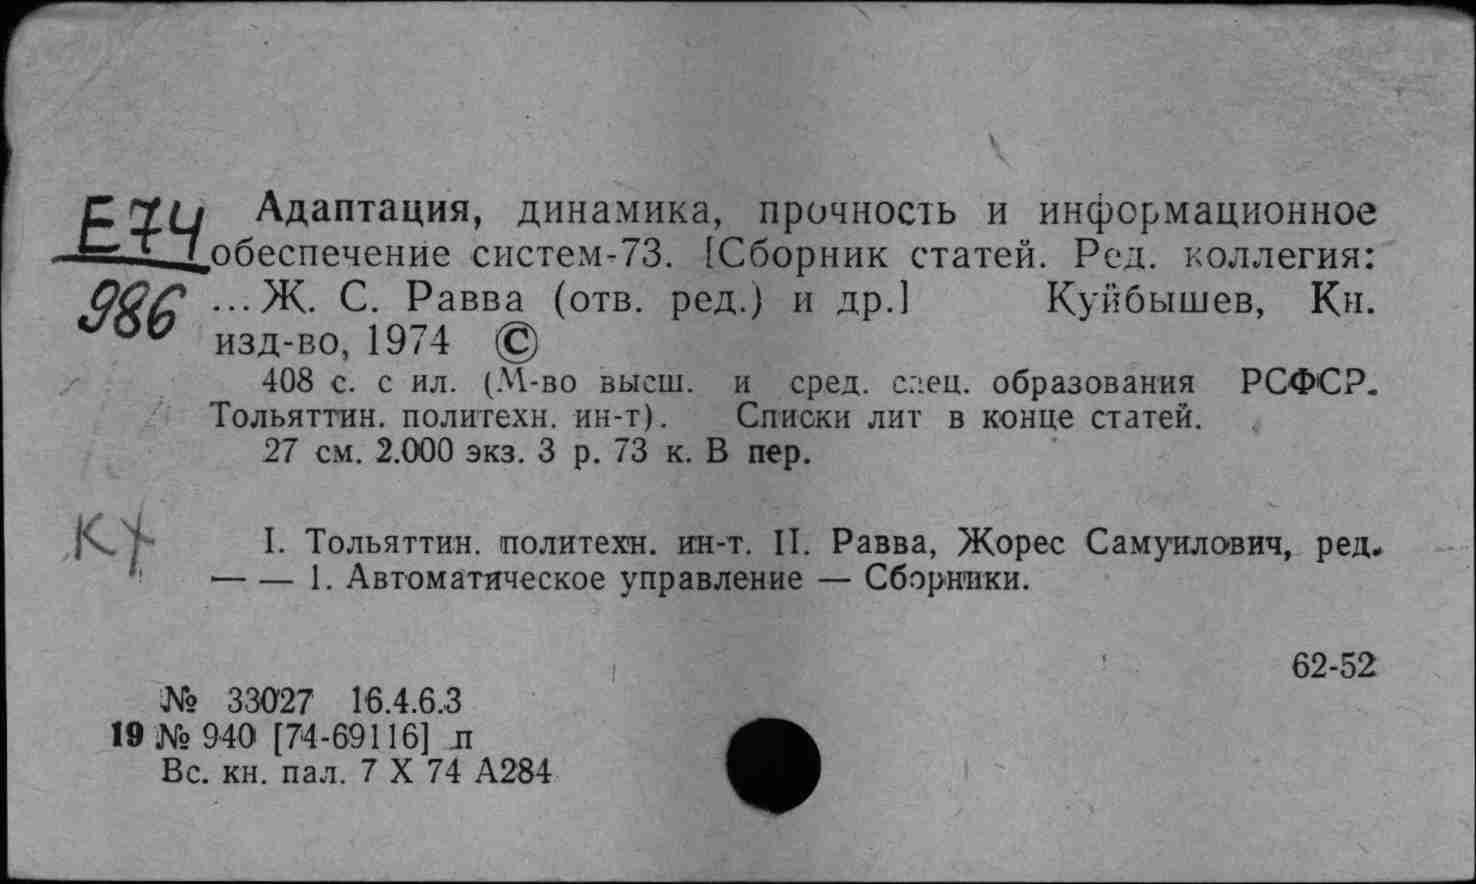 Е74 Адаптация, динамика, прочность и информационное
обеспечение систем-73. [Сборник статей. Ред. коллегия:
986 ...Ж. С. Равва (отв. ред.) и др.] Куйбышев, Кн.
изд-во, 1974 ©
408 с. с ил. (М-во высш. и сред. спец. образования РСФСР.
Тольяттин. политехн. ин-т). Списки лит в конце статей.
27 см. 2.000 экз. 3 р. 73 к. В пер.
I. Тольяттин. политехн. ин-т. II. Равва, Жорес Самуилович, ред.
— — 1. Автоматическое управление — Сборники.
62-52
№ 33027 16.4.6.3
19 № 940 [74-69116] л
Вс. кн. пал. 7 X 74 А284